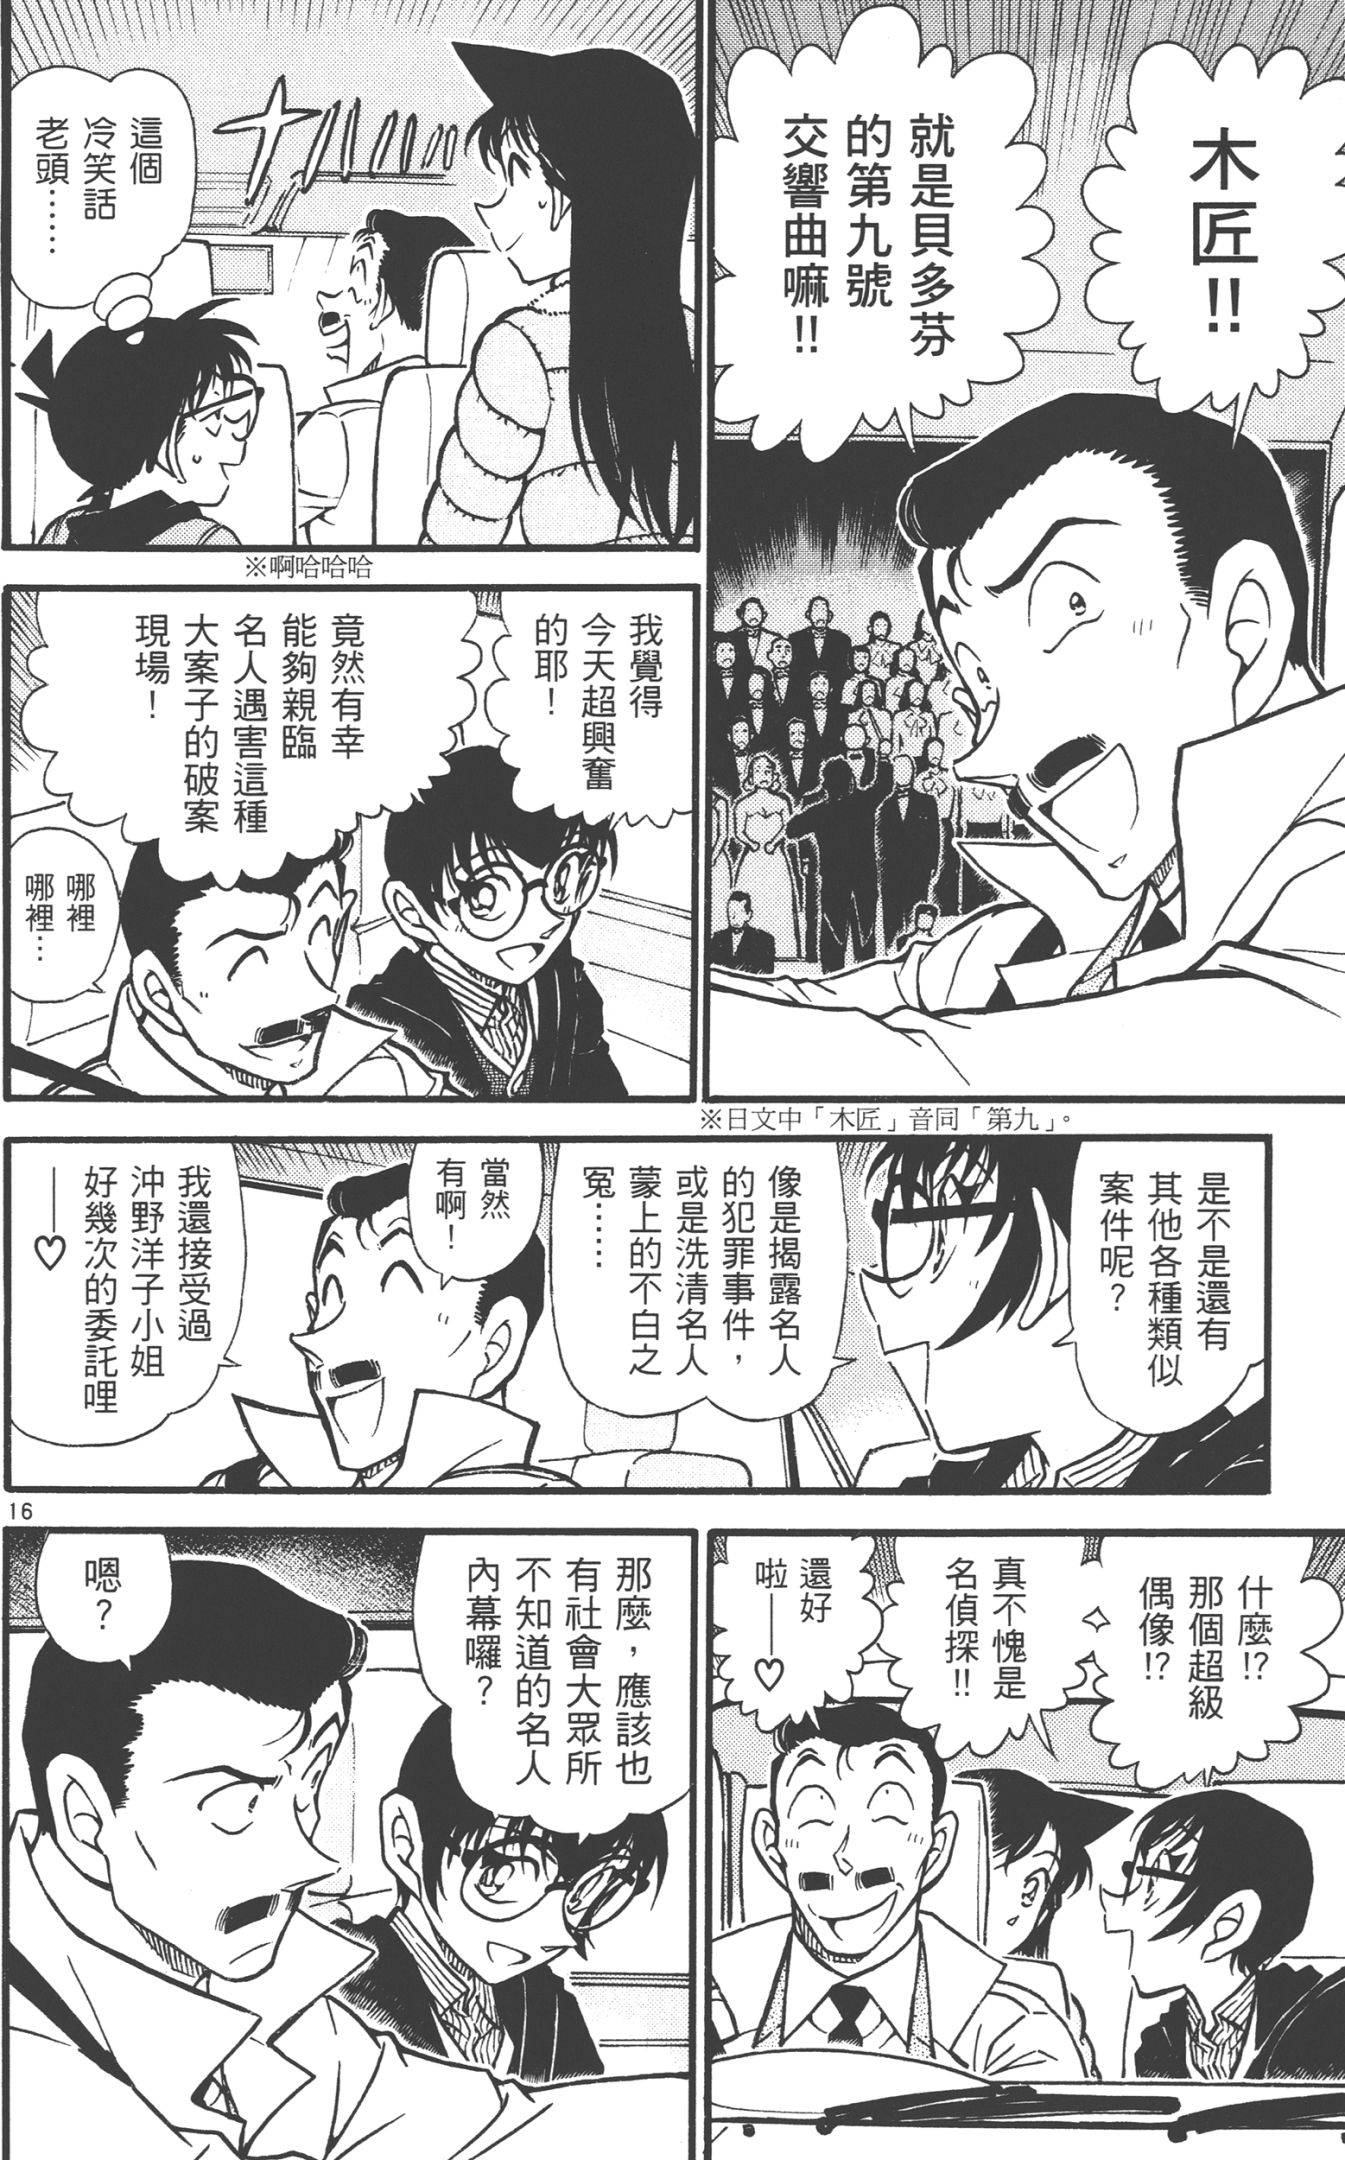 木匠!!
就是貝多芬
的第九號
交響曲嘛!!
※日文中「木匠」音同「第九」。
這個
冷笑話
老頭……
ナハハハハ
※啊哈哈哈
我覺得
今天超興奮
的耶！
竟然有幸
能夠親臨
名人遇害這種
大案子的破案
現場！
哪裡
哪裡…
是不是還有
其他各種類似
案件呢？
像是揭露名人
的犯罪事件，
或是洗清名人
蒙上的不白之
冤……
當然
有啊！
我還接受過
沖野洋子小姐
好幾次的委託哩
——♡
16
什麼!?
那個超級
偶像!?
真不愧是
名偵探!!
還好
啦——♡
那麼，應該也
有社會大眾所
不知道的名人
內幕囉？
嗯？